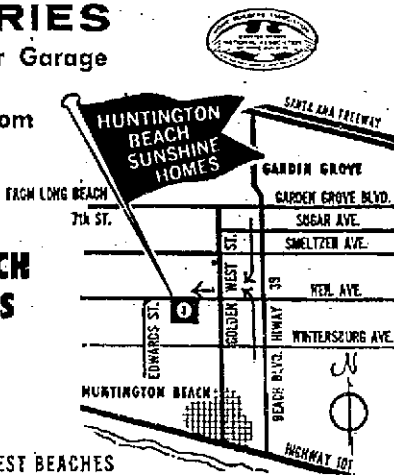 RIES
r Garage
om
HUNTINGTON
BEACH
SUNSHINE
HOMES
SANTA ANA FREEWAY
GARDEN GROVE
FROM LONG BEACH
7TH ST.
GARDEN GROVE BLVD.
SUGAR AVE.
SMELTZER AVE.
CH
S
HEIL AVE.
WINTERSBURG AVE.
EDWARDS ST.
GOLDEN WEST ST.
BEACH BLVD. HIWAY 39
HUNTINGTON BEACH
N
HIGHWAY 101
EST BEACHES